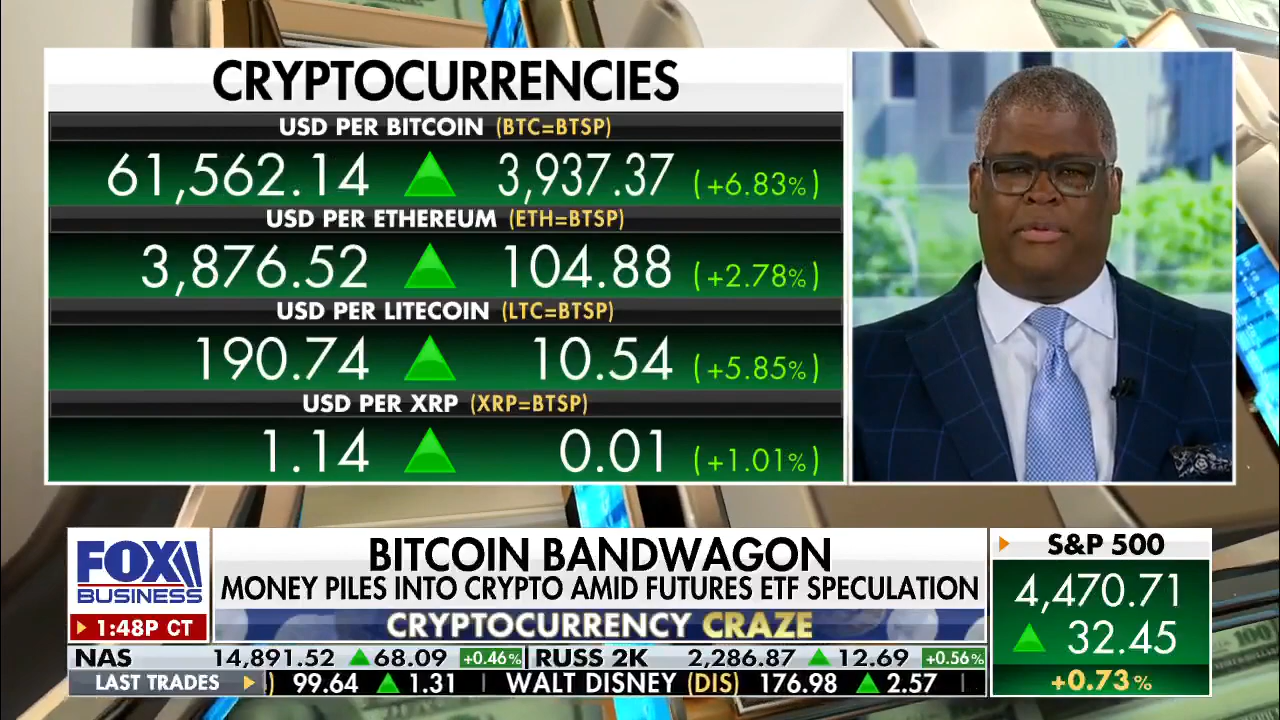 CRYPTOCURRENCIES
USD PER BITCOIN (BTC=BTSP)
61,562.14 ▲ 3,937.37 (+6.83%)
USD PER ETHEREUM (ETH=BTSP)
3,876.52 ▲ 104.88 (+2.78%)
USD PER LITECOIN (LTC=BTSP)
190.74 ▲ 10.54 (+5.85%)
USD PER XRP (XRP=BTSP)
1.14 ▲ 0.01 (+1.01%)
FOX
BUSINESS
1:48P CT
BITCOIN BANDWAGON
MONEY PILES INTO CRYPTO AMID FUTURES ETF SPECULATION
CRYPTOCURRENCY CRAZE
NAS 14,891.52 ▲ 68.09 +0.46% RUSS 2K 2,286.87 ▲ 12.69 +0.56%
LAST TRADES ) 99.64 ▲ 1.31 | WALT DISNEY (DIS) 176.98 ▲ 2.57 |
S&P 500
4,470.71
▲ 32.45
+0.73%
100